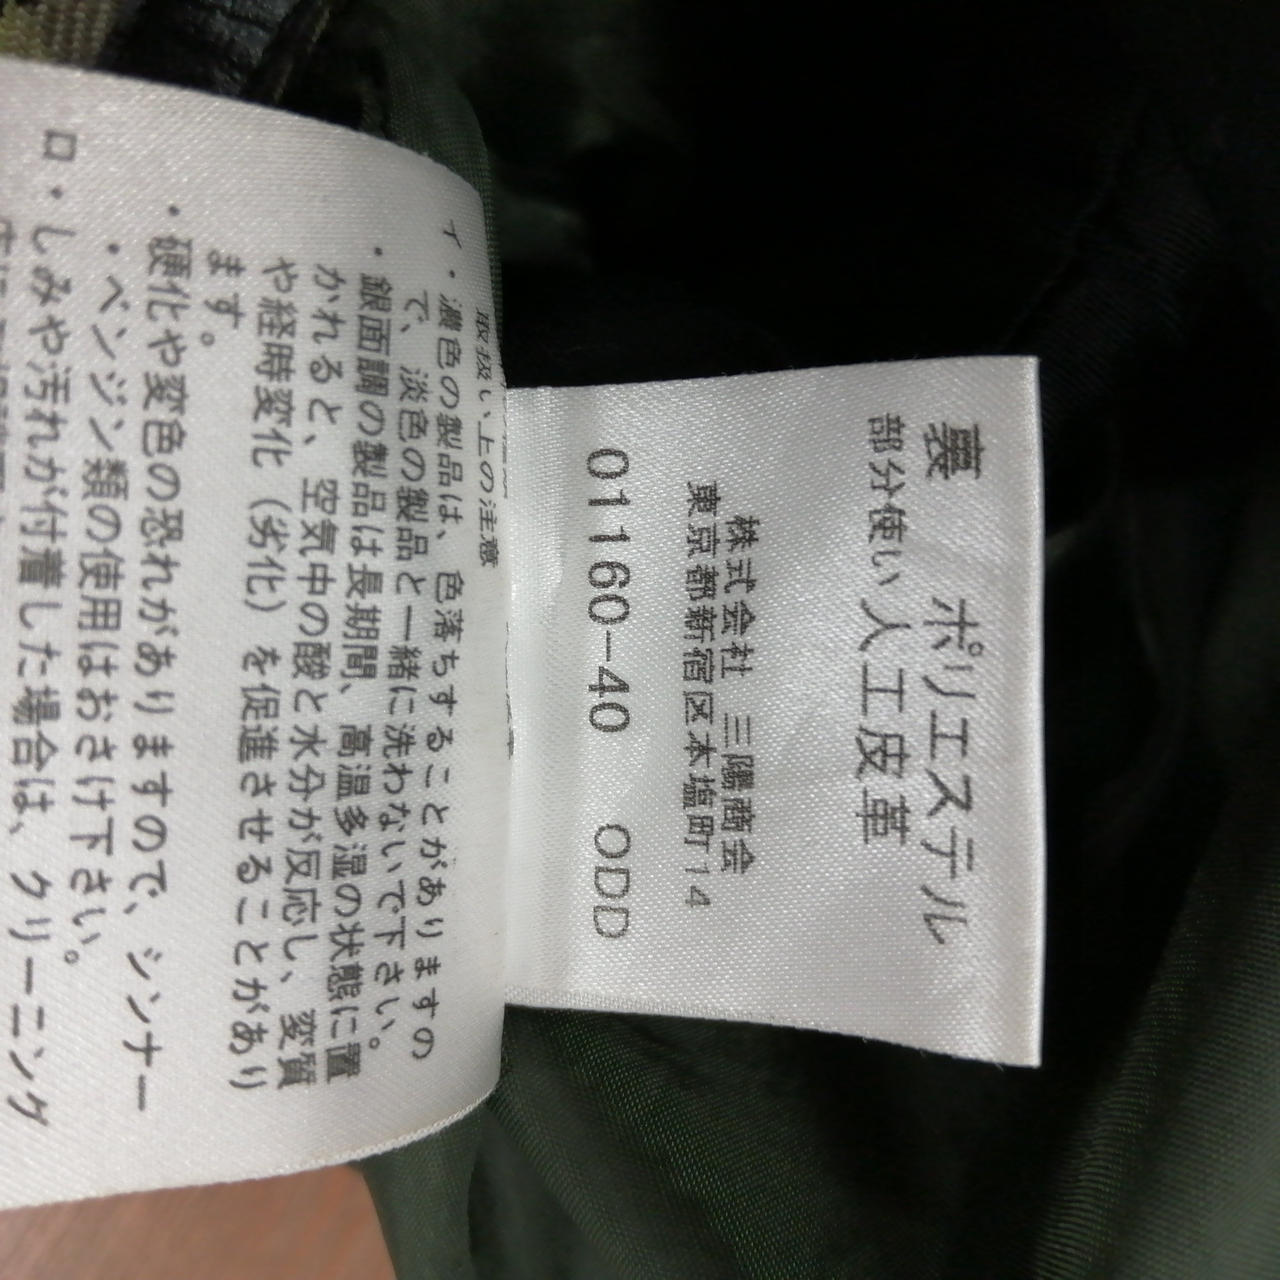 裏 ポリエステル
部分使い 人工皮革
株式会社 三陽商会
東京都新宿区本塩町14
01160-40 ODD
取扱い上の注意
イ・濃色の製品は、色落ちすることがありますの
で、淡色の製品と一緒に洗わないで下さい。
・銀面調の製品は長期間、高温多湿の状態に置
かれると、空気中の酸と水分が反応し、変質
や経時変化（劣化）を促進させることがあり
ます。
・硬化や変色の恐れがありますので、シンナー
・ベンジン類の使用はおさけ下さい。
ロ・しみや汚れが付着した場合は、クリーニング